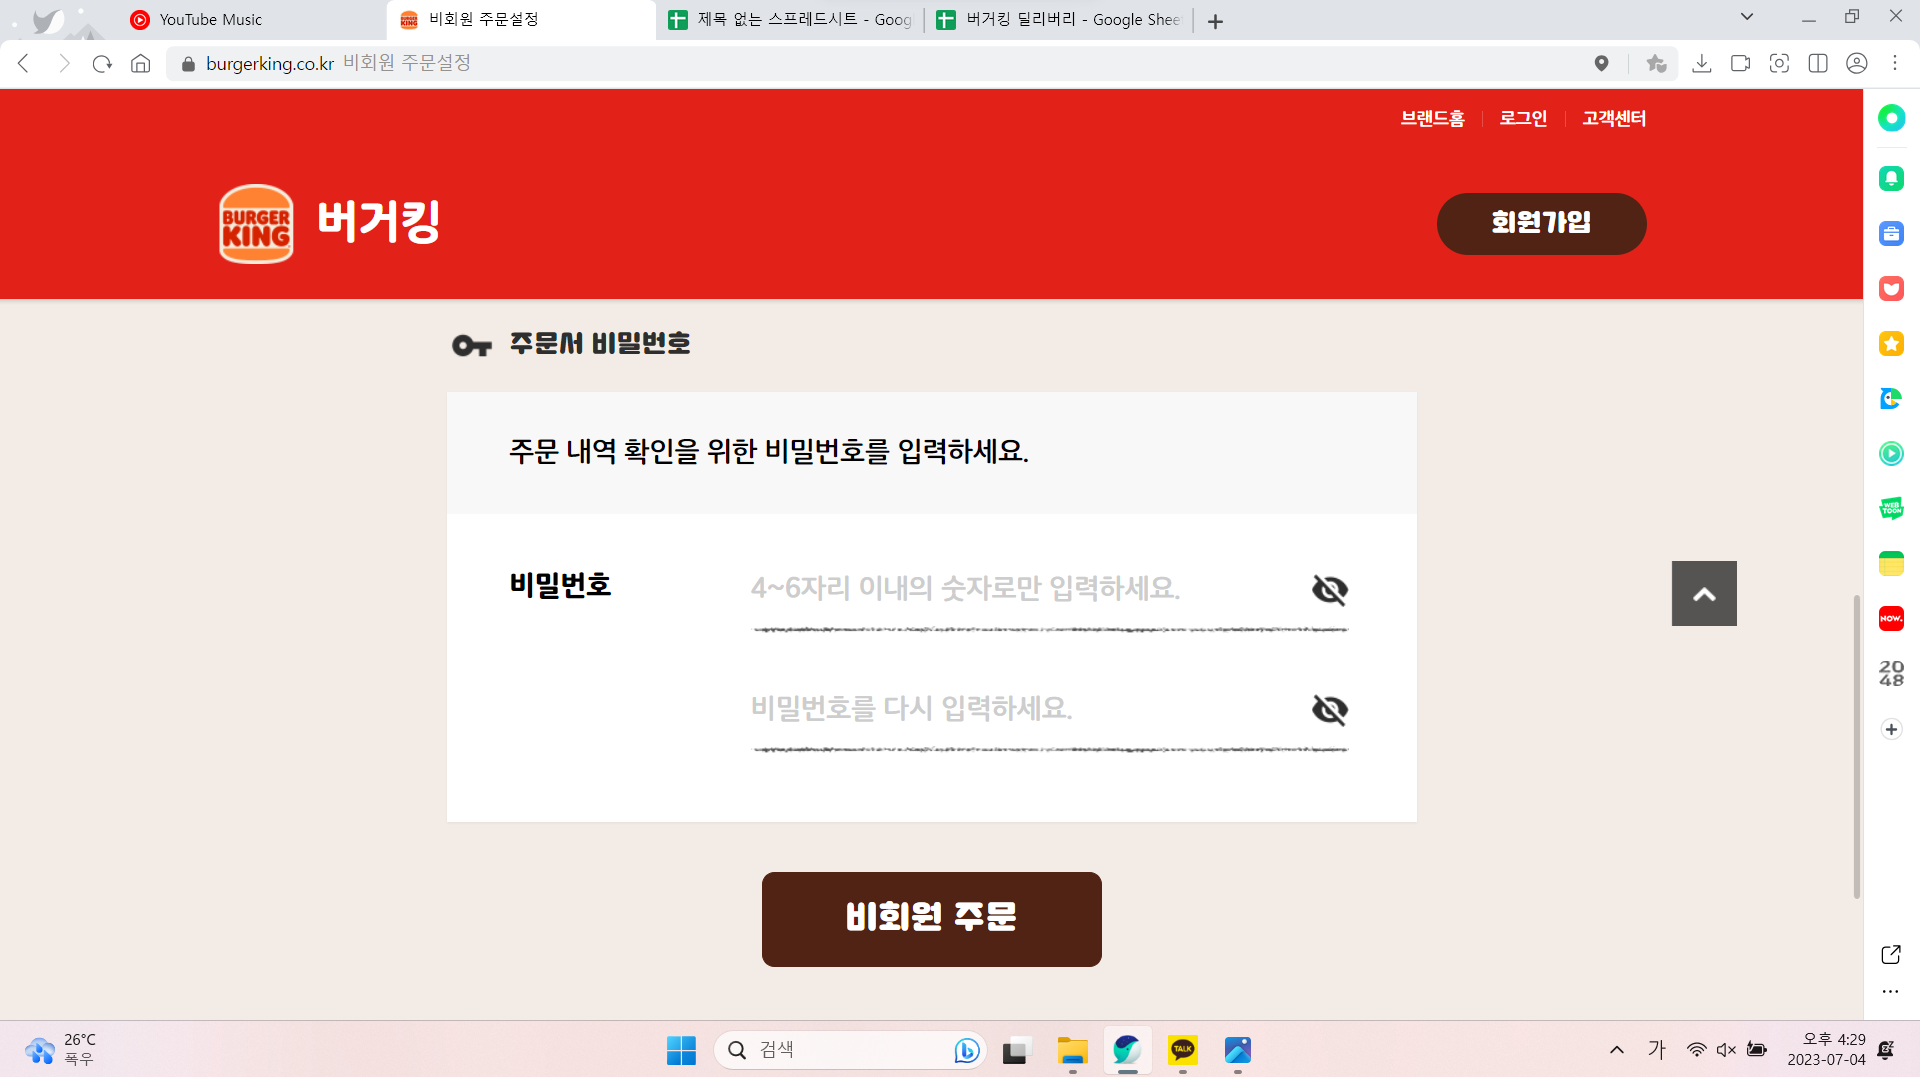 YouTube Music
비회원 주문설정
제목 없는 스프레드시트 - Goog
버거킹 딜리버리 - Google Shee
burgerking.co.kr 비회원 주문설정
브랜드홈
로그인
고객센터
BURGER
KING
버거킹
회원가입
주문서 비밀번호
주문 내역 확인을 위한 비밀번호를 입력하세요.
비밀번호
4~6자리 이내의 숫자로만 입력하세요.
비밀번호를 다시 입력하세요.
비회원 주문
WEB
TOON
NOW.
20
48
26°C
폭우
검색
TALK
가
오후 4:29
2023-07-04